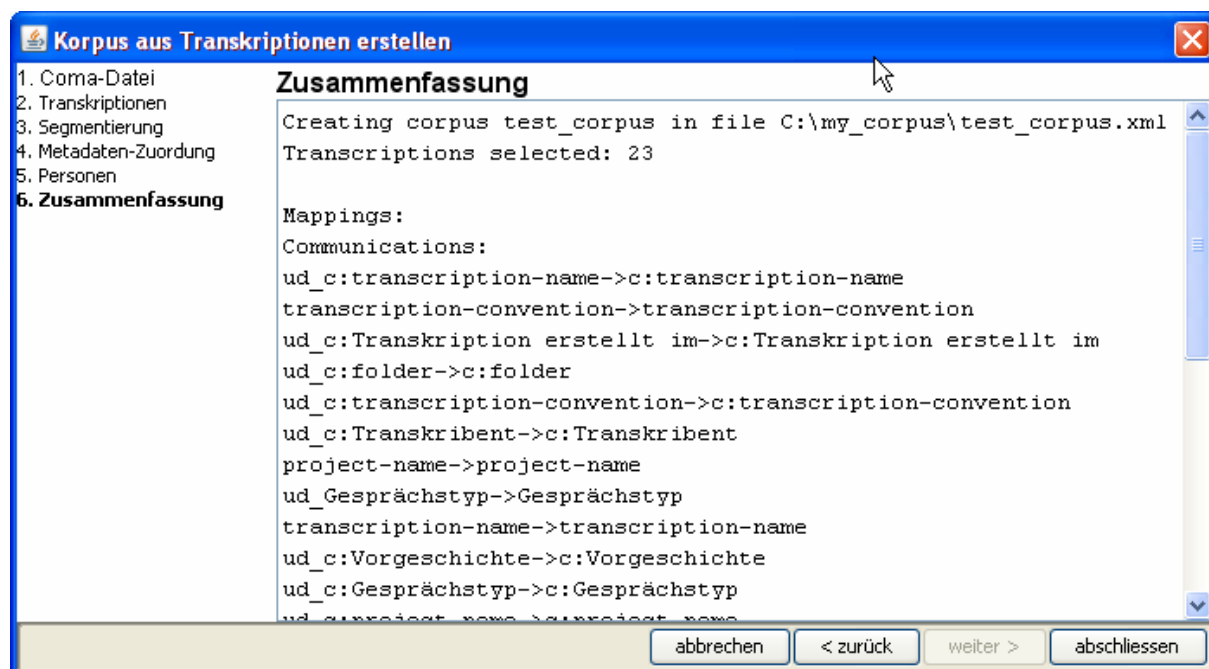 Korpus aus Transkriptionen erstellen
1. Coma-Datei
2. Transkriptionen
3. Segmentierung
4. Metadaten-Zuordung
5. Personen
6. Zusammenfassung
Zusammenfassung
Creating corpus test_corpus in file C:\my_corpus\test_corpus.xml
Transcriptions selected: 23
Mappings:
Communications:
ud_c:transcription-name->c:transcription-name
transcription-convention->transcription-convention
ud_c:Transkription erstellt im->c:Transkription erstellt im
ud_c:folder->c:folder
ud_c:transcription-convention->c:transcription-convention
ud_c:Transkribent->c:Transkribent
project-name->project-name
ud_Gesprächstyp->Gesprächstyp
transcription-name->transcription-name
ud_c:Vorgeschichte->c:Vorgeschichte
ud_c:Gesprächstyp->c:Gesprächstyp
abbrechen
< zurück
weiter >
abschliessen